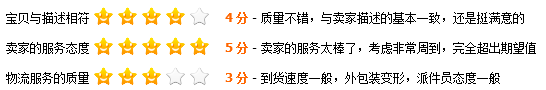 宝贝与描述相符 4 分 - 质量不错，与卖家描述的基本一致，还是挺满意的
卖家的服务态度 5 分 - 卖家的服务太棒了，考虑非常周到，完全超出期望值
物流服务的质量 3 分 - 到货速度一般，外包装变形，派件员态度一般